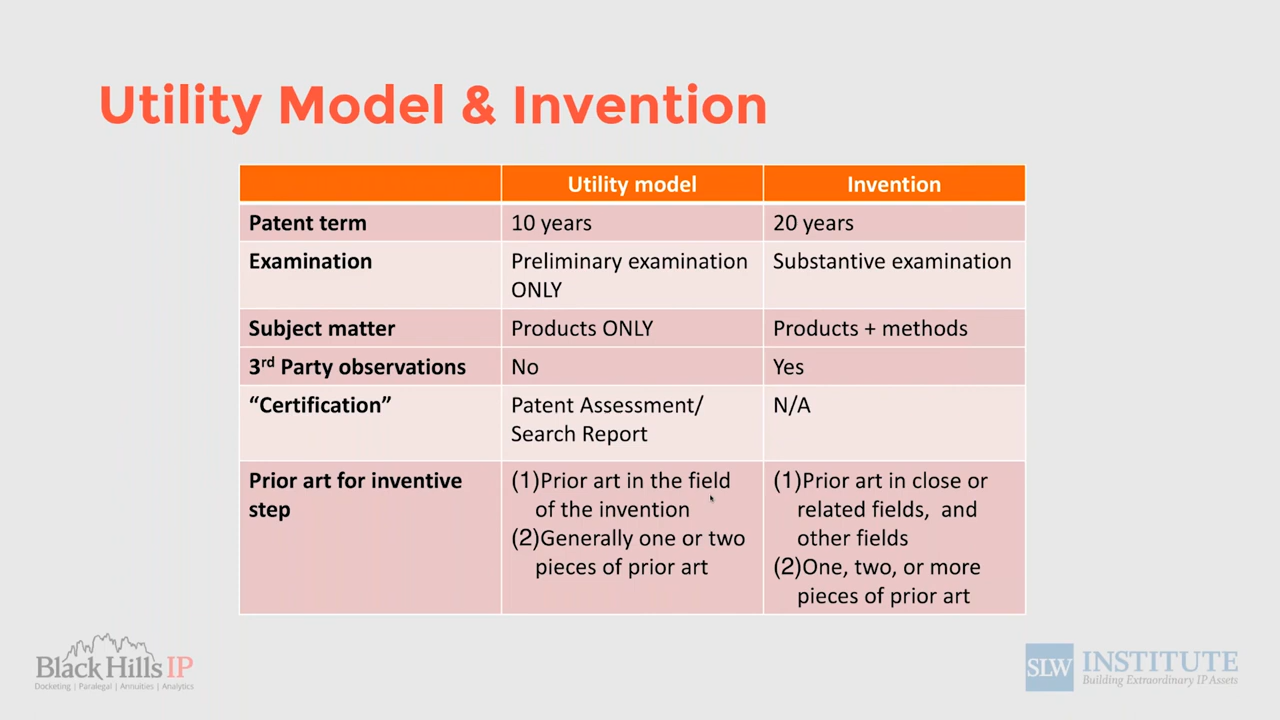 Utility Model & Invention
Utility model
Invention
Patent term
10 years
20 years
Examination
Preliminary examination
ONLY
Substantive examination
Subject matter
Products ONLY
Products + methods
3rd Party observations
No
Yes
“Certification”
Patent Assessment/
Search Report
N/A
Prior art for inventive
step
(1)Prior art in the field
of the invention
(2)Generally one or two
pieces of prior art
(1)Prior art in close or
related fields, and
other fields
(2)One, two, or more
pieces of prior art
Black Hills IP
Docketing | Paralegal | Annuities | Analytics
SLW
INSTITUTE
Building Extraordinary IP Assets